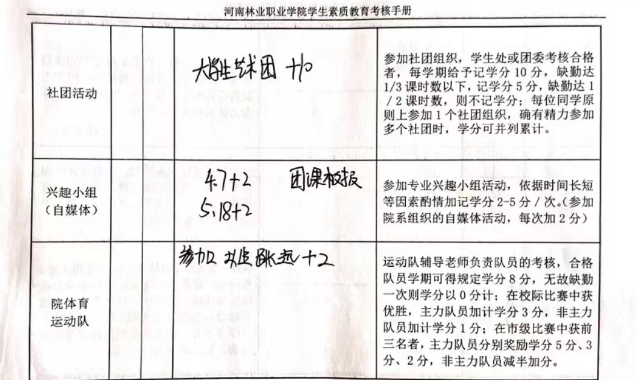 河南林业职业学院学生素质教育考核手册
社团活动
大学生艺术团 +10
参加社团组织，学生处或团委考核合格
者，每学期给予记学分 10 分，缺勤达
1/3 课时数以下，记学分 5 分，缺勤达 1
/ 2 课时数，则不记学分；每位同学原
则上参加 1 个社团组织，确有精力参加
多个社团时，学分可并列累计。
兴趣小组
（自媒体）
4.7+2 团课板报
5.18+2
参加专业兴趣小组活动，依据时间长短
等因素酌情加记学分 2-5 分 / 次。（参加
院系组织的自媒体活动，每次加 2 分）
院体育
运动队
参加 +2
运动队辅导老师负责队员的考核，合格
队员学期可得规定学分 8 分，无故缺勤
一次则学分以 0 分计；在校际比赛中获
优胜，主力队员加计学分 3 分，非主力
队员加计学分 1 分；在市级比赛中获前
三名者，主力队员分别奖励学分 5 分、3
分、2 分，非主力队员减半加分。